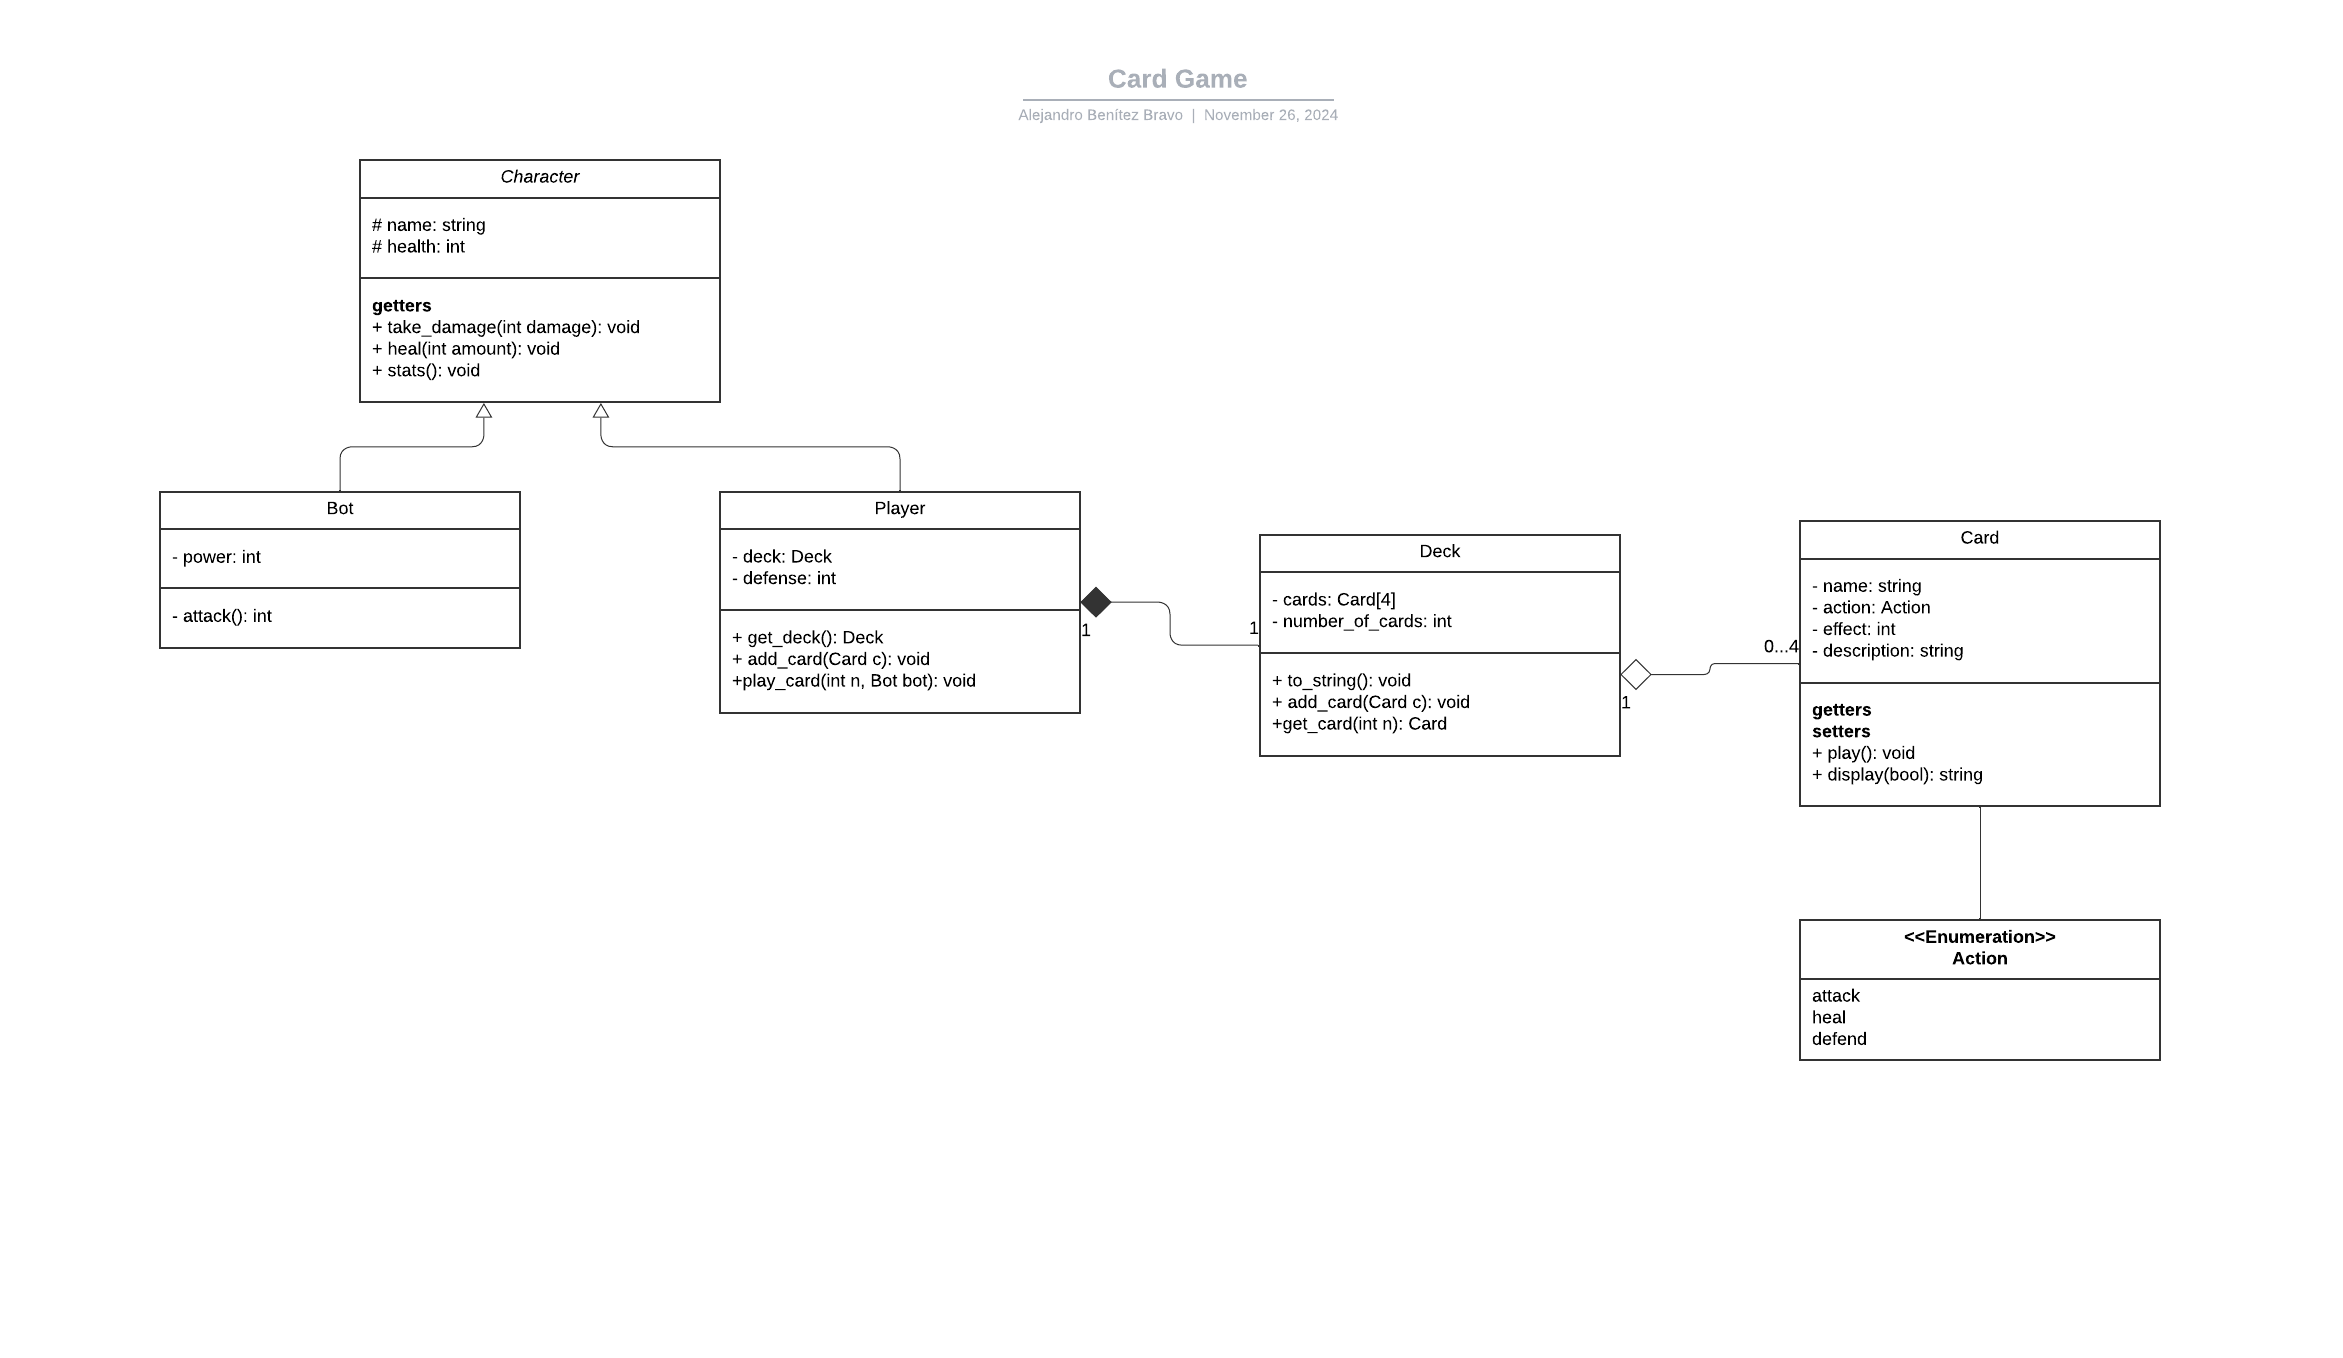 Card Game
Alejandro Benítez Bravo | November 26, 2024
Character
# name: string
# health: int
getters
+ take_damage(int damage): void
+ heal(int amount): void
+ stats(): void
Bot
- power: int
- attack(): int
Player
- deck: Deck
- defense: int
+ get_deck(): Deck
+ add_card(Card c): void
+play_card(int n, Bot bot): void
1
1
Deck
- cards: Card[4]
- number_of_cards: int
+ to_string(): void
+ add_card(Card c): void
+get_card(int n): Card
1
0...4
Card
- name: string
- action: Action
- effect: int
- description: string
getters
setters
+ play(): void
+ display(bool): string
<<Enumeration>>
Action
attack
heal
defend